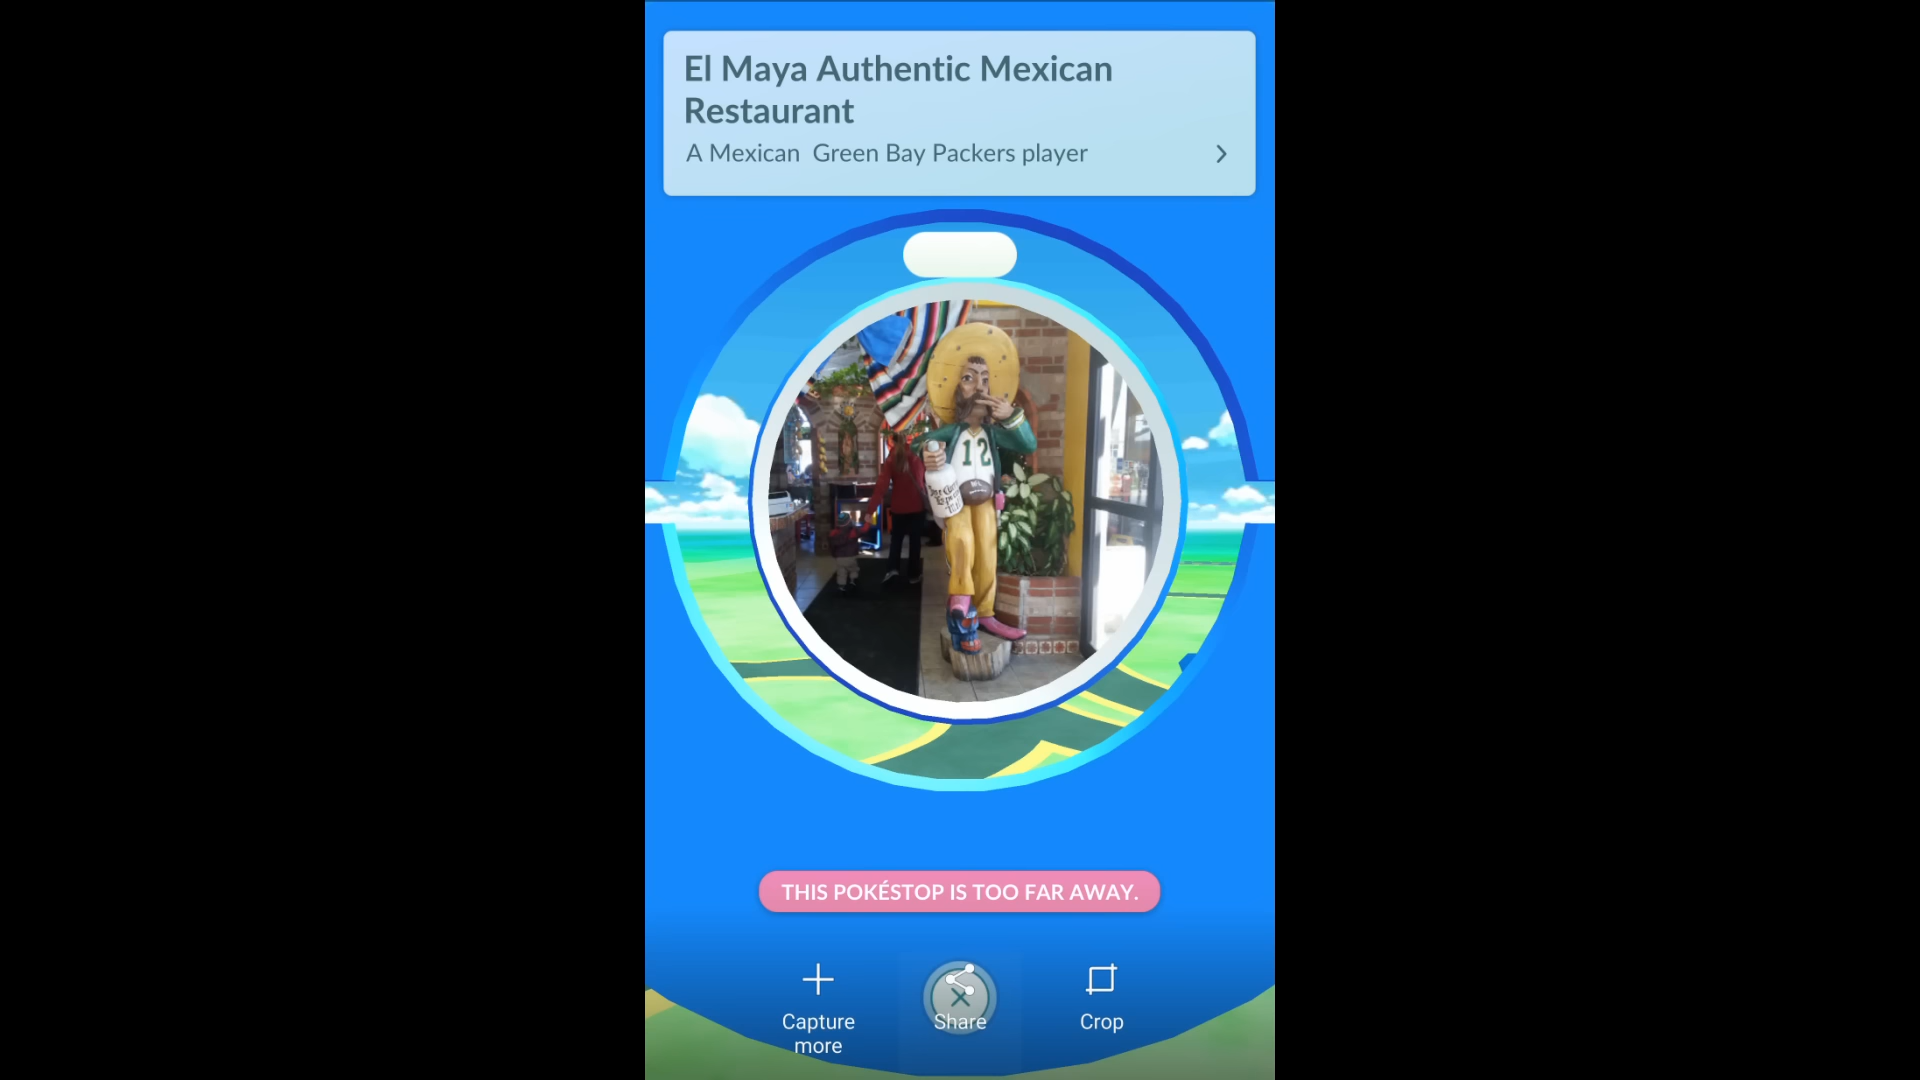 El Maya Authentic Mexican
Restaurant
A Mexican  Green Bay Packers player
12
THIS POKÉSTOP IS TOO FAR AWAY.
Capture
more
Share
Crop